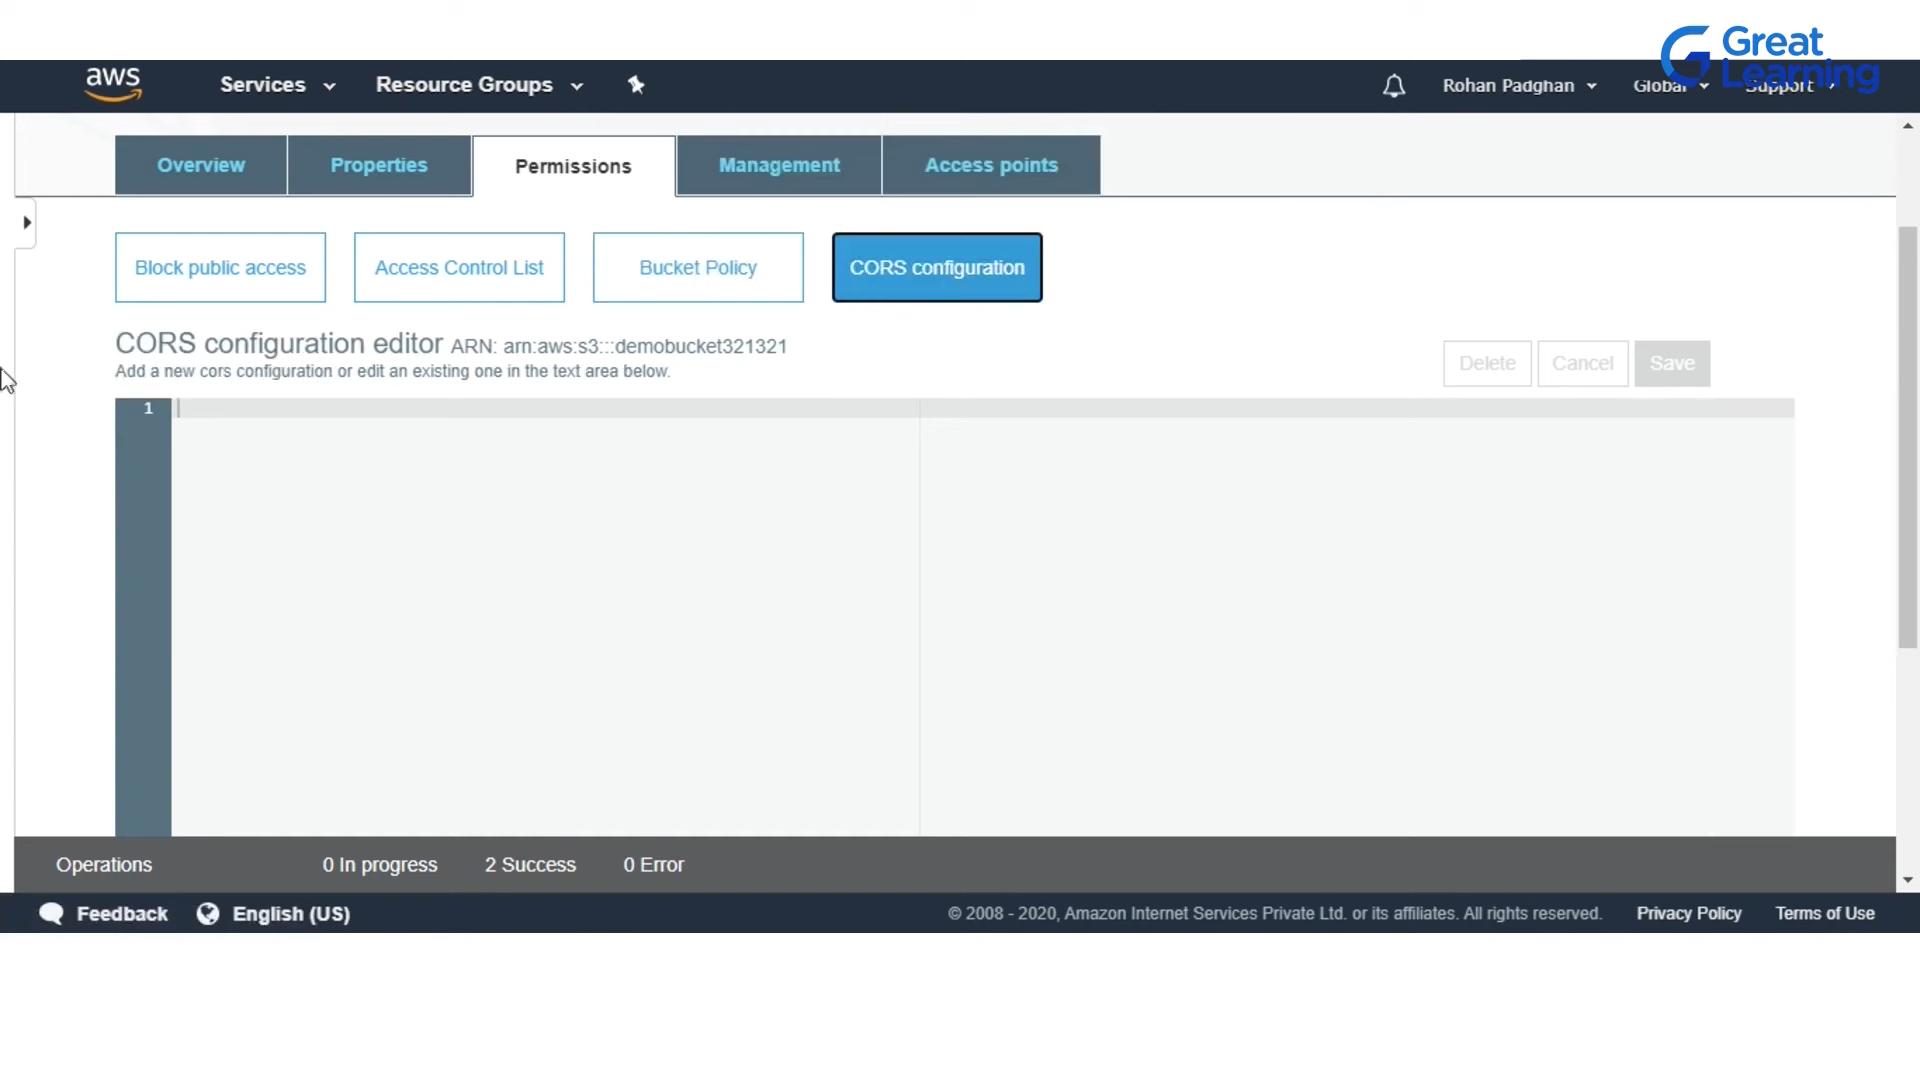 Great
Learning
aws Services Resource Groups Rohan Padghan Global Support
Overview Properties Permissions Management Access points
Block public access Access Control List Bucket Policy CORS configuration
CORS configuration editor ARN: arn:aws:s3:::demobucket321321
Add a new cors configuration or edit an existing one in the text area below.
Delete Cancel Save
1
Operations 0 In progress 2 Success 0 Error
Feedback English (US) © 2008 - 2020, Amazon Internet Services Private Ltd. or its affiliates. All rights reserved. Privacy Policy Terms of Use